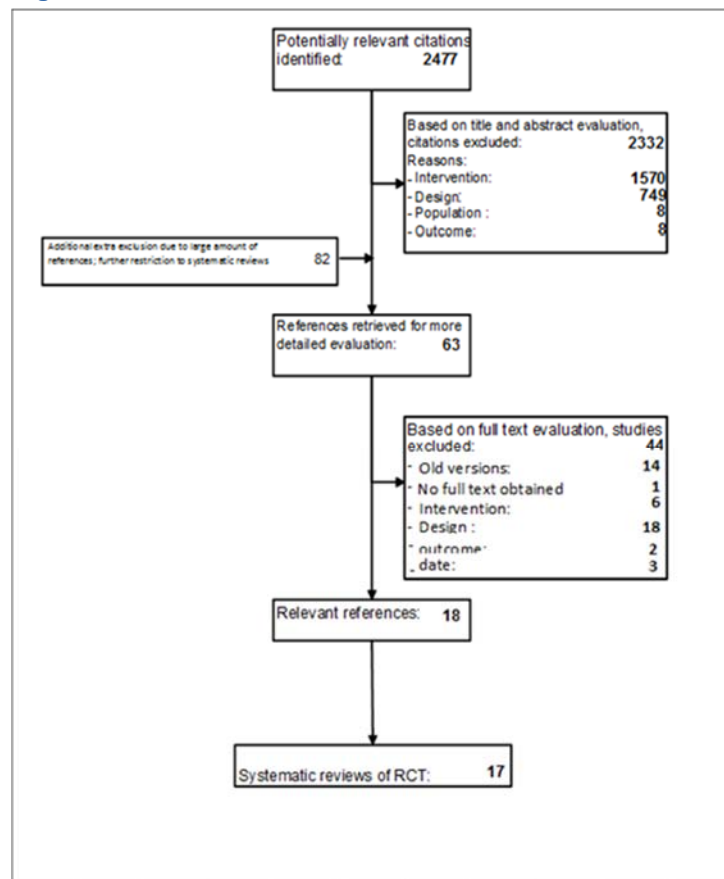 Potentially relevant citations
identified: 2477
Based on title and abstract evaluation,
citations excluded: 2332
Reasons:
- Intervention: 1570
- Design: 749
- Population : 8
- Outcome: 8
Additional extra exclusion due to large amount of
references; further restriction to systematic reviews 82
References retrieved for more
detailed evaluation: 63
Based on full text evaluation, studies
excluded: 44
- Old versions: 14
- No full text obtained 1
- Intervention: 6
- Design : 18
- outcome: 2
- date: 3
Relevant references: 18
Systematic reviews of RCT: 17